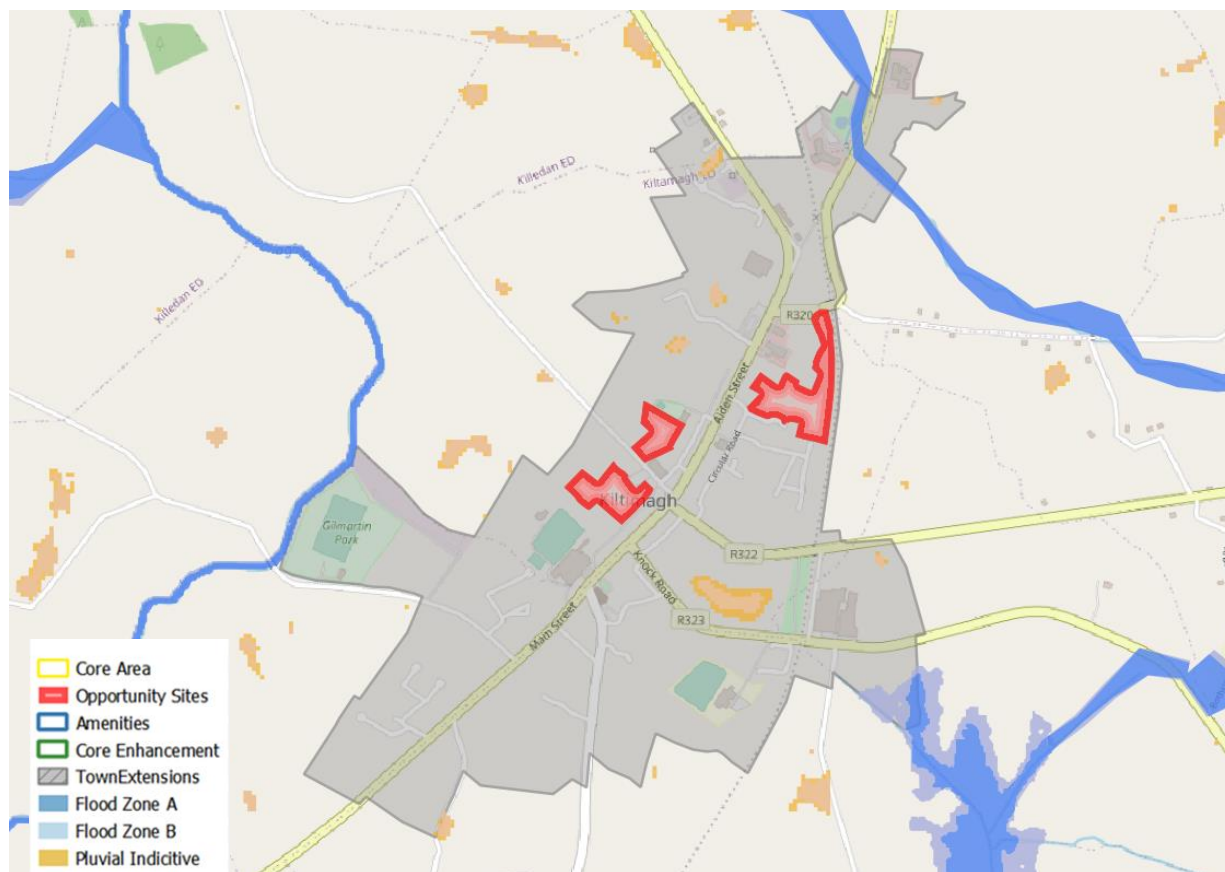 Killedan ED
Kiltamagh ED
Killedan ED
R320
Aiden Street
Circular Road
Kiltimagh
Gilmartin
Park
R322
Knock Road
Main Street
R323
Core Area
Opportunity Sites
Amenities
Core Enhancement
TownExtensions
Flood Zone A
Flood Zone B
Pluvial Indicitive